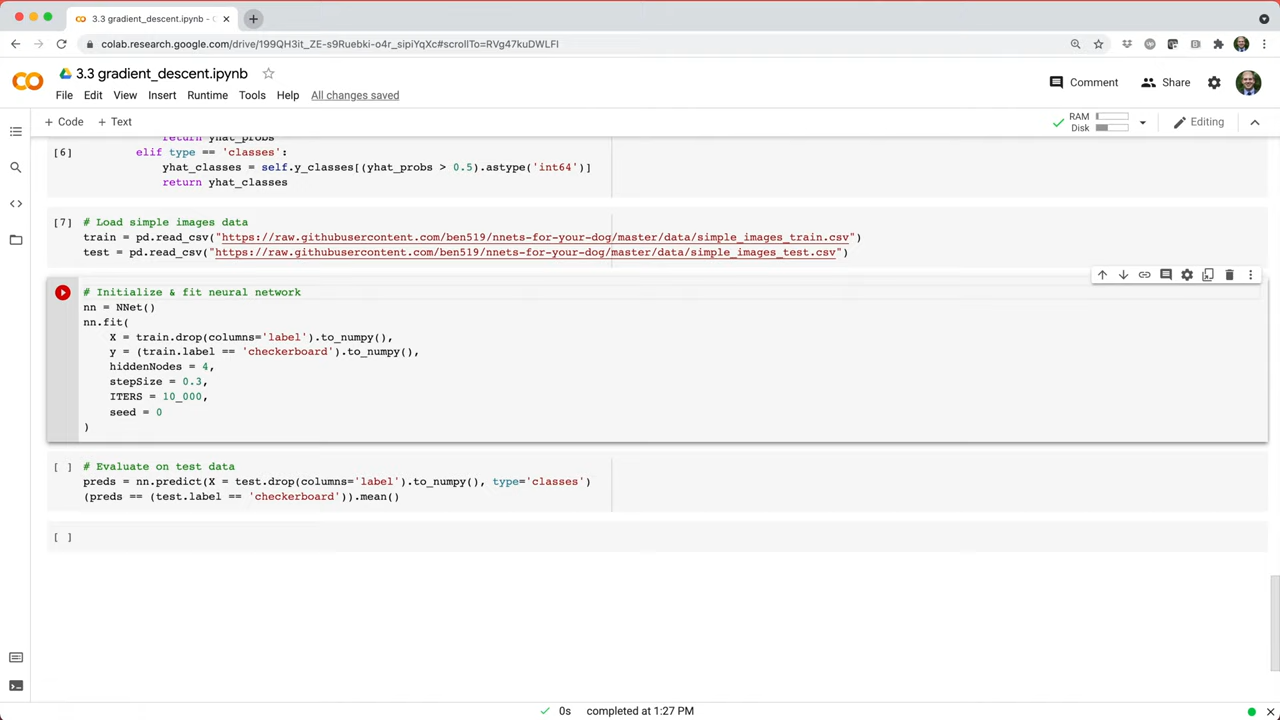 3.3 gradient_descent.ipynb - C
colab.research.google.com/drive/199QH3it_ZE-s9Ruebki-o4r_sipiYqXc#scrollTo=RVg47kuDWLFI
3.3 gradient_descent.ipynb
Comment Share
File Edit View Insert Runtime Tools Help All changes saved
+ Code + Text RAM Disk Editing
return yhat_probs
[6] elif type == 'classes':
yhat_classes = self.y_classes[(yhat_probs > 0.5).astype('int64')]
return yhat_classes
[7] # Load simple images data
train = pd.read_csv("https://raw.githubusercontent.com/ben519/nnets-for-your-dog/master/data/simple_images_train.csv")
test = pd.read_csv("https://raw.githubusercontent.com/ben519/nnets-for-your-dog/master/data/simple_images_test.csv")
# Initialize & fit neural network
nn = NNet()
nn.fit(
X = train.drop(columns='label').to_numpy(),
y = (train.label == 'checkerboard').to_numpy(),
hiddenNodes = 4,
stepSize = 0.3,
ITERS = 10_000,
seed = 0
)
[ ] # Evaluate on test data
preds = nn.predict(X = test.drop(columns='label').to_numpy(), type='classes')
(preds == (test.label == 'checkerboard')).mean()
[ ]
0s completed at 1:27 PM